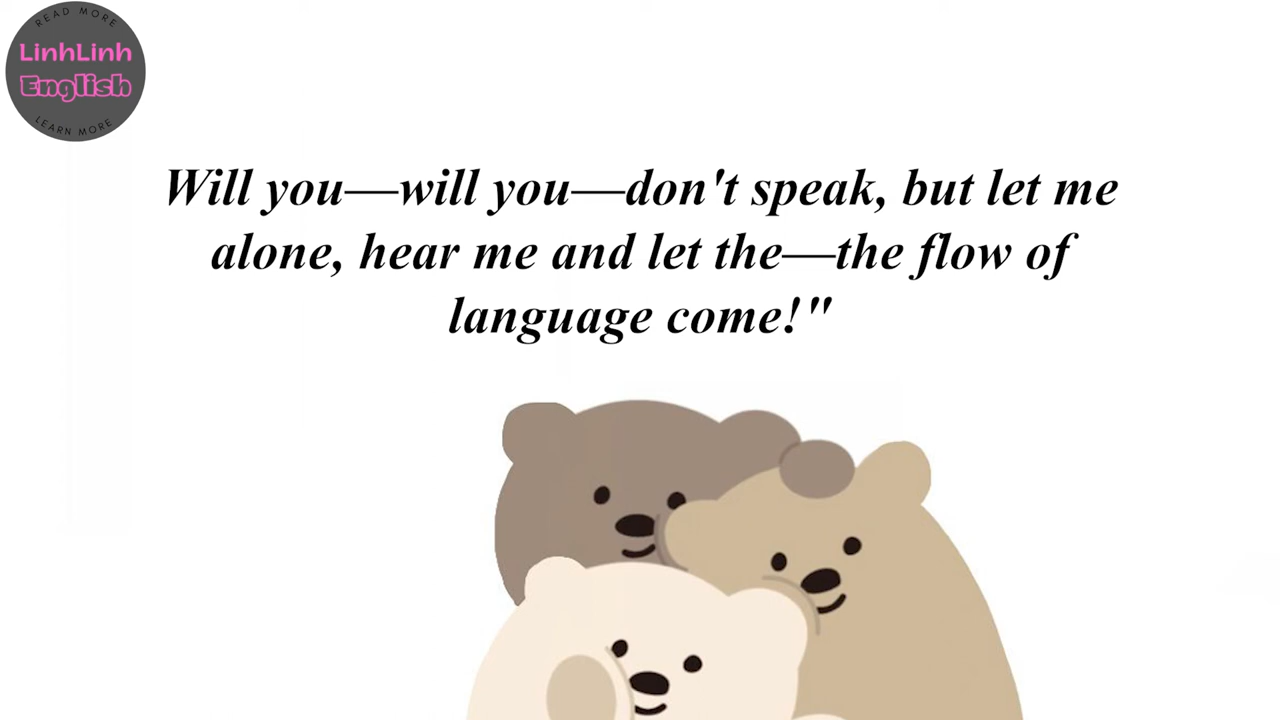 READ MORE
LinhLinh
English
LEARN MORE
Will you—will you—don't speak, but let me
alone, hear me and let the—the flow of
language come!"